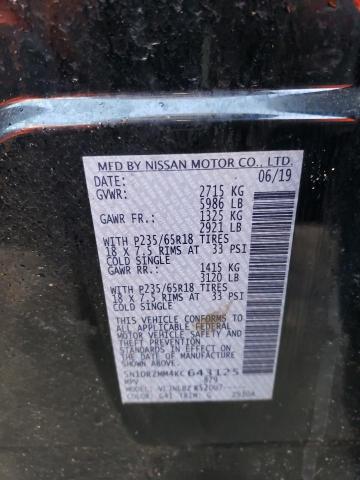 MFD BY NISSAN MOTOR CO., LTD.
DATE: 06/19
GVWR: 2715 KG
5986 LB
GAWR FR: 1325 KG
2921 LB
WITH P235/65R18 TIRES
18 X 7.5 RIMS AT 33 PSI
COLD SINGLE
GAWR RR: 1415 KG
3120 LB
WITH P235/65R18 TIRES
18 X 7.5 RIMS AT 33 PSI
COLD SINGLE
THIS VEHICLE CONFORMS TO
ALL APPLICABLE FEDERAL
MOTOR VEHICLE SAFETY
AND THEFT PREVENTION
STANDARDS IN EFFECT ON
THE DATE OF MANUFACTURE
SHOWN ABOVE.
5N1DR2MM4KC643125
MPV 879
COLOR: G41 TRIM: G